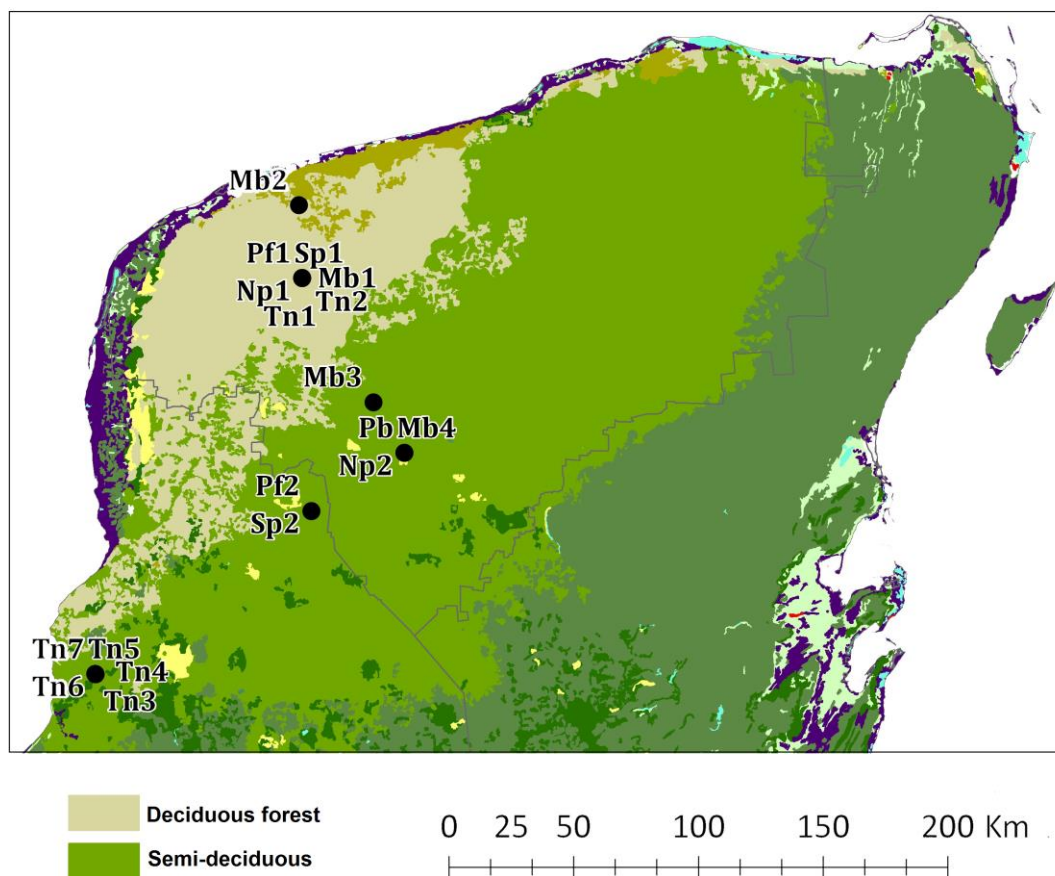 Mb2
Pf1 Sp1
Np1 Mb1
Tn1 Tn2
Mb3
Pb Mb4
Np2
Pf2
Sp2
Tn7 Tn5
Tn6 Tn4
Tn3
Deciduous forest
Semi-deciduous
0 25 50 100 150 200 Km